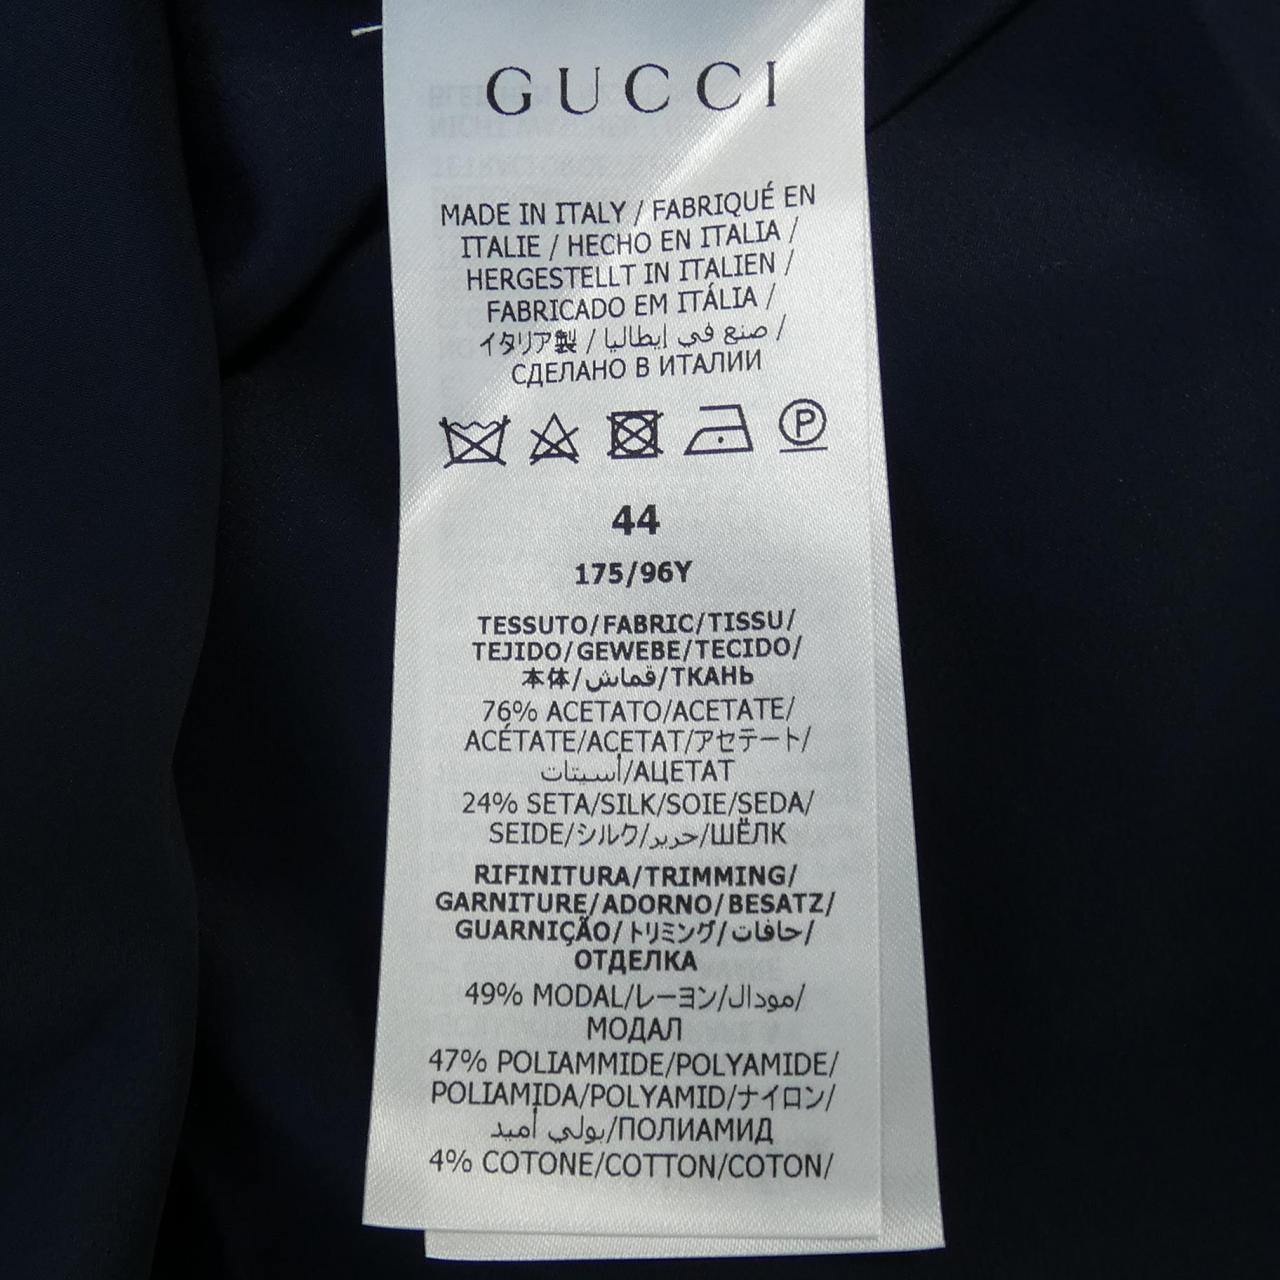 GUCCI
MADE IN ITALY / FABRIQUÉ EN
ITALIE / HECHO EN ITALIA /
HERGESTELLT IN ITALIEN /
FABRICADO EM ITÁLIA /
イタリア製 / صنع في إيطاليا /
СДЕЛАНО В ИТАЛИИ
P
44
175/96Y
TESSUTO/FABRIC/TISSU/
TEJIDO/GEWEBE/TECIDO/
本体/قماش/ТКАНЬ
76% ACETATO/ACETATE/
ACÉTATE/ACETAT/アセテート/
أسيتات/АЦЕТАТ
24% SETA/SILK/SOIE/SEDA/
SEIDE/シルク/حرير/ШЁЛК
RIFINITURA/TRIMMING/
GARNITURE/ADORNO/BESATZ/
GUARNIÇÃO/トリミング/حافات/
ОТДЕЛКА
49% MODAL/レーヨン/مودال/
МОДАЛ
47% POLIAMMIDE/POLYAMIDE/
POLIAMIDA/POLYAMID/ナイロン/
بولي أميد/ПОЛИАМИД
4% COTONE/COTTON/COTON/